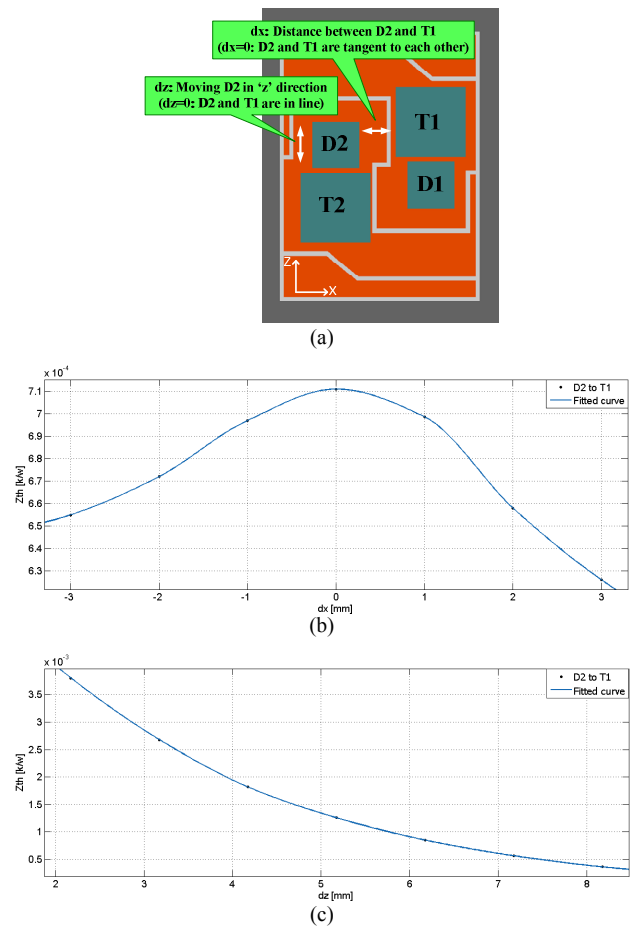 dx: Distance between D2 and T1
(dx=0: D2 and T1 are tangent to each other)
dz: Moving D2 in ‘z’ direction
(dz=0: D2 and T1 are in line)
T1
D2
D1
T2
Z
X
(a)
x 10⁻⁴
7.1
7
6.9
6.8
6.7
6.6
6.5
6.4
6.3
Zth [k/w]
D2 to T1
Fitted curve
-3 -2 -1 0 1 2 3
dx [mm]
(b)
x 10⁻³
3.5
3
2.5
2
1.5
1
0.5
Zth [k/w]
D2 to T1
Fitted curve
2 3 4 5 6 7 8
dz [mm]
(c)